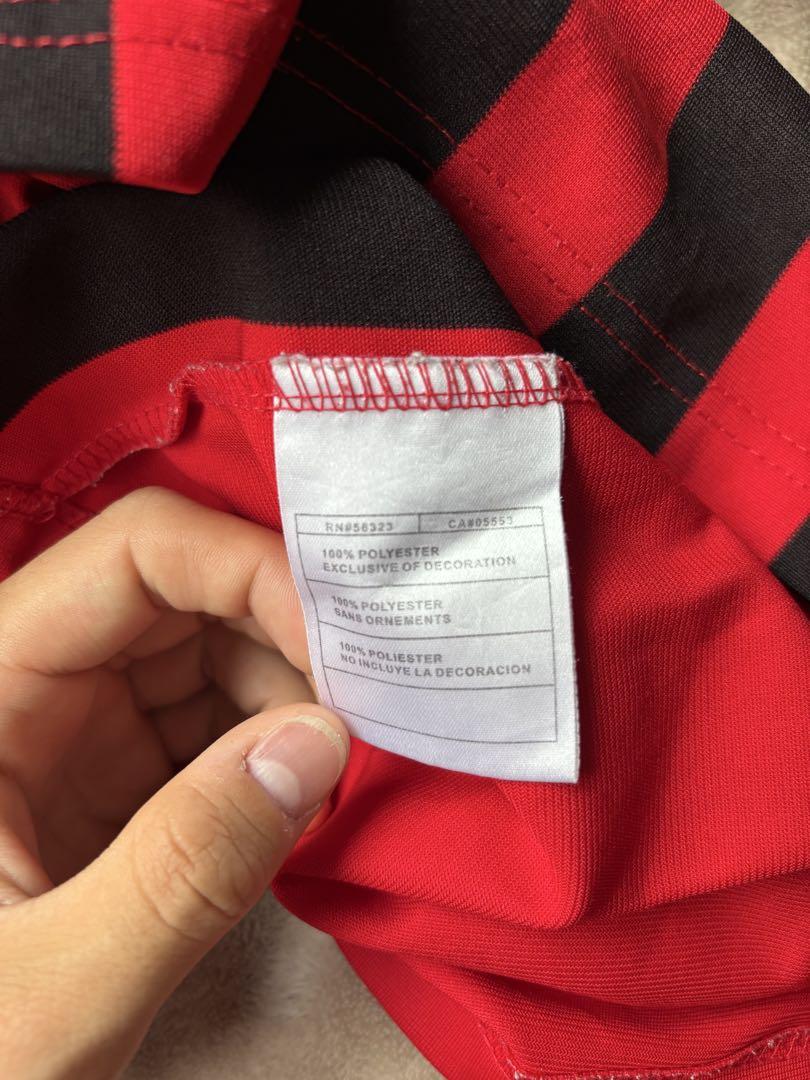 RN#56323 CA#05553
100% POLYESTER
EXCLUSIVE OF DECORATION
100% POLYESTER
SANS ORNEMENTS
100% POLIESTER
NO INCLUYE LA DECORACION